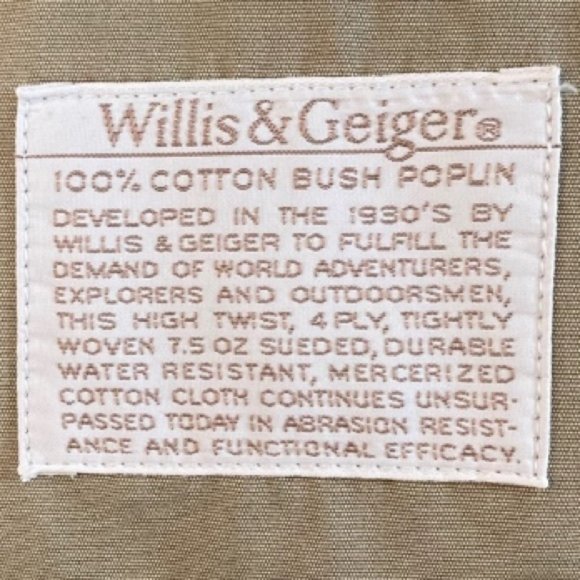 Willis & Geiger®
100% COTTON BUSH POPLIN
DEVELOPED IN THE 1930'S BY
WILLIS & GEIGER TO FULFILL THE
DEMAND OF WORLD ADVENTURERS,
EXPLORERS AND OUTDOORSMEN,
THIS HIGH TWIST, 4 PLY, TIGHTLY
WOVEN 7.5 OZ SUEDED, DURABLE
WATER RESISTANT, MERCERIZED
COTTON CLOTH CONTINUES UNSUR-
PASSED TODAY IN ABRASION RESIST-
ANCE AND FUNCTIONAL EFFICACY.